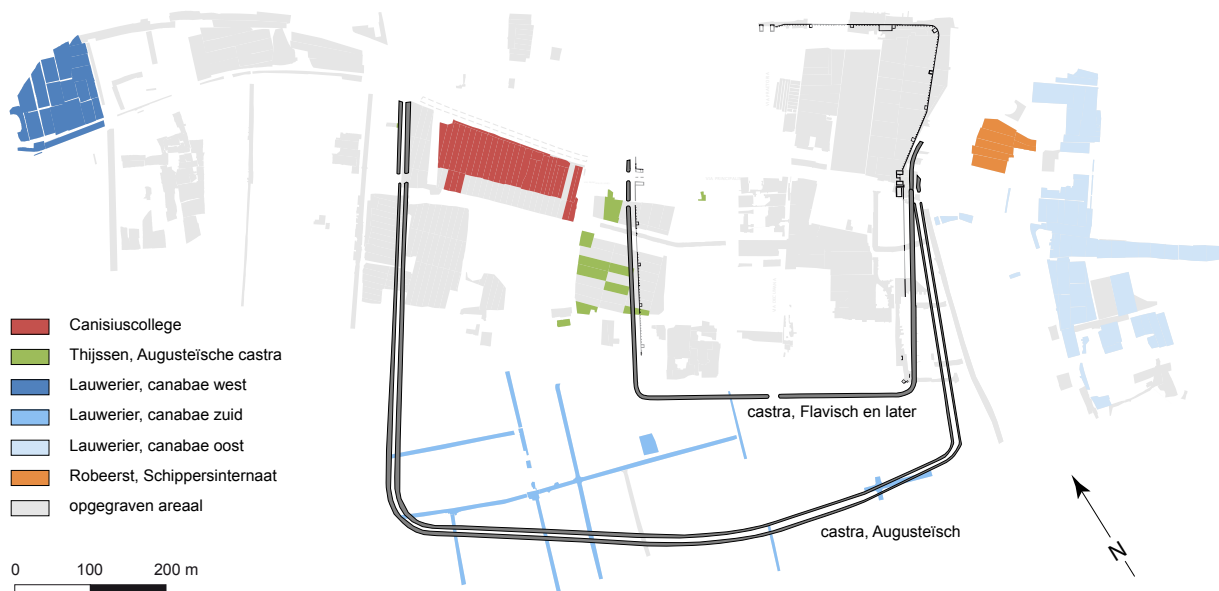 Canisiuscollege
Thijssen, Augusteïsche castra
Lauwerier, canabae west
Lauwerier, canabae zuid
Lauwerier, canabae oost
Robeerst, Schippersinternaat
opgegraven areaal
castra, Flavisch en later
castra, Augusteïsch
N
0 100 200 m